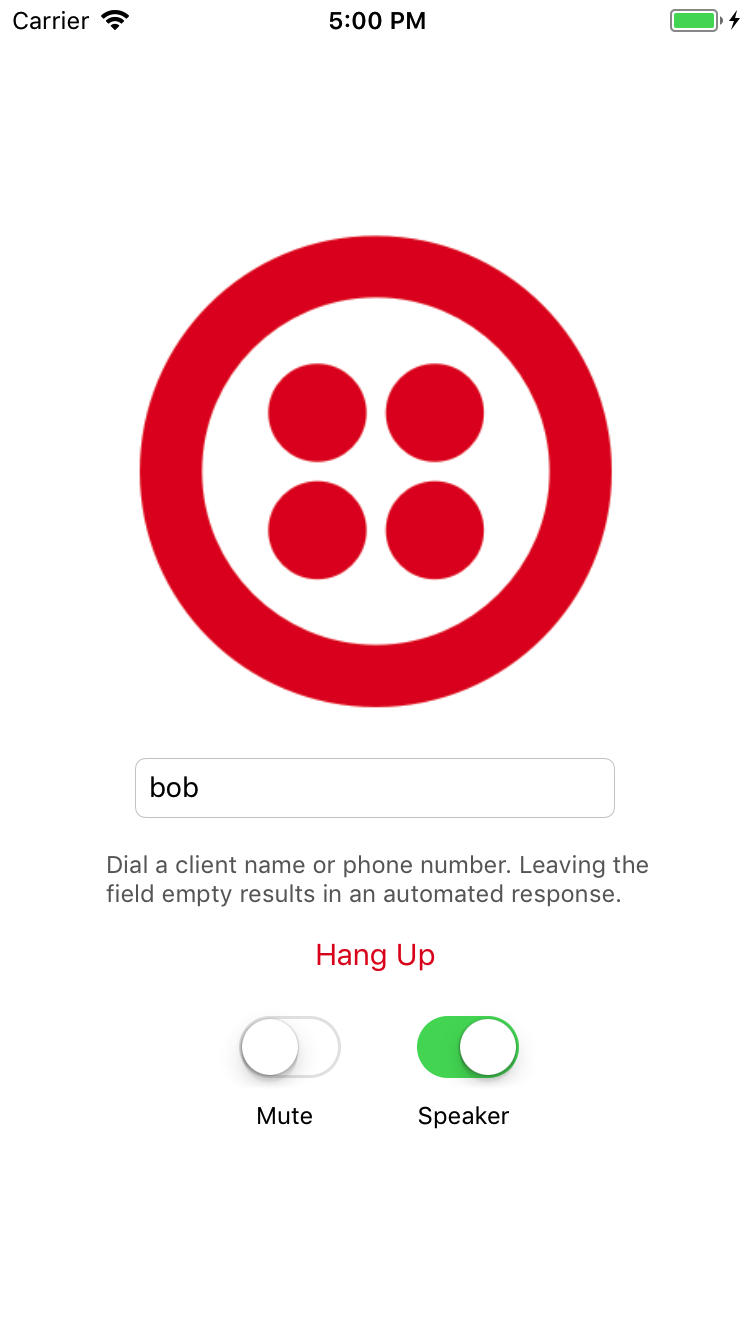 Carrier 5:00 PM
bob
Dial a client name or phone number. Leaving the
field empty results in an automated response.
Hang Up
Mute Speaker